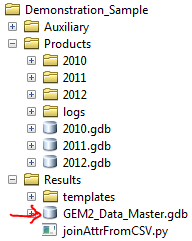 Demonstration_Sample
Auxiliary
Products
2010
2011
2012
logs
2010.gdb
2011.gdb
2012.gdb
Results
templates
GEM2_Data_Master.gdb
joinAttrFromCSV.py